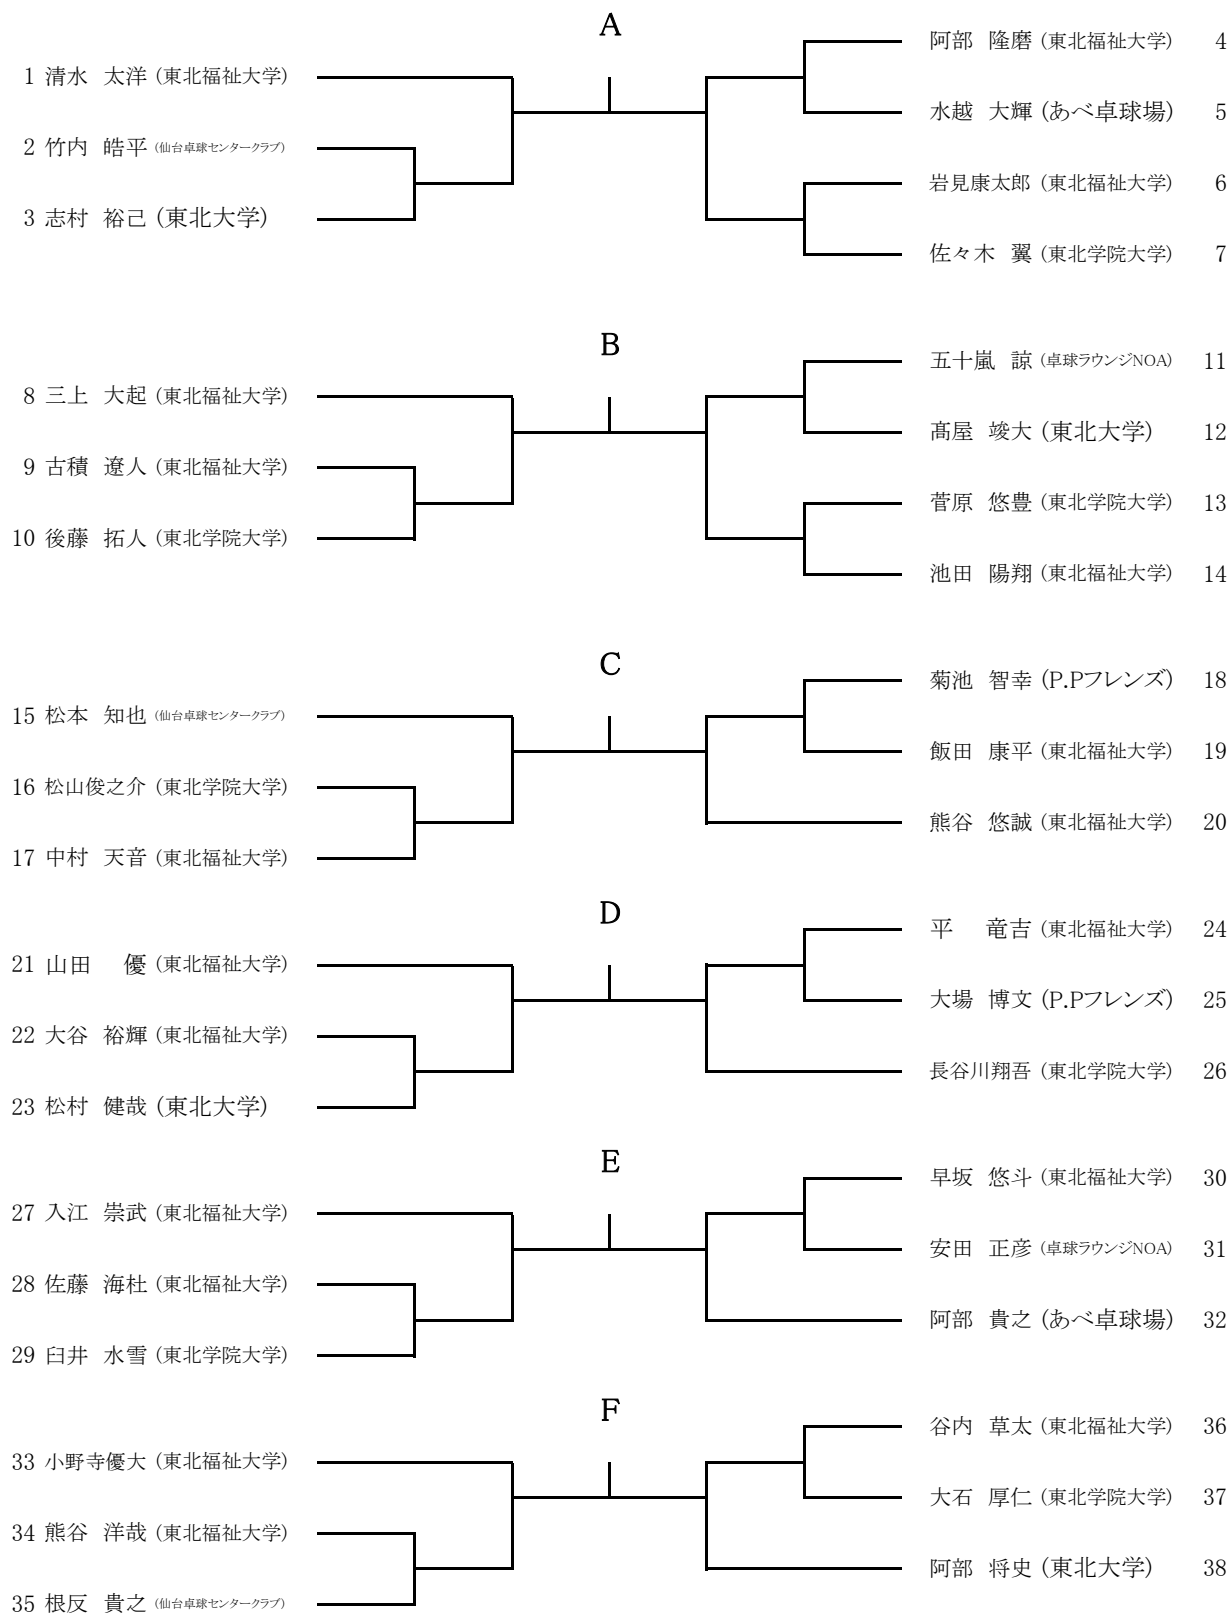 A
1 清水 太洋 (東北福祉大学)
2 竹内 皓平 (仙台卓球センタークラブ)
3 志村 裕己 (東北大学)
阿部 隆磨 (東北福祉大学) 4
水越 大輝 (あべ卓球場) 5
岩見康太郎 (東北福祉大学) 6
佐々木 翼 (東北学院大学) 7
B
8 三上 大起 (東北福祉大学)
9 古積 遼人 (東北福祉大学)
10 後藤 拓人 (東北学院大学)
五十嵐 諒 (卓球ラウンジNOA) 11
髙屋 竣大 (東北大学) 12
菅原 悠豊 (東北学院大学) 13
池田 陽翔 (東北福祉大学) 14
C
15 松本 知也 (仙台卓球センタークラブ)
16 松山俊之介 (東北学院大学)
17 中村 天音 (東北福祉大学)
菊池 智幸 (P.Pフレンズ) 18
飯田 康平 (東北福祉大学) 19
熊谷 悠誠 (東北福祉大学) 20
D
21 山田 優 (東北福祉大学)
22 大谷 裕輝 (東北福祉大学)
23 松村 健哉 (東北大学)
平 竜吉 (東北福祉大学) 24
大場 博文 (P.Pフレンズ) 25
長谷川翔吾 (東北学院大学) 26
E
27 入江 崇武 (東北福祉大学)
28 佐藤 海杜 (東北福祉大学)
29 臼井 水雪 (東北学院大学)
早坂 悠斗 (東北福祉大学) 30
安田 正彦 (卓球ラウンジNOA) 31
阿部 貴之 (あべ卓球場) 32
F
33 小野寺優大 (東北福祉大学)
34 熊谷 洋哉 (東北福祉大学)
35 根反 貴之 (仙台卓球センタークラブ)
谷内 草太 (東北福祉大学) 36
大石 厚仁 (東北学院大学) 37
阿部 将史 (東北大学) 38